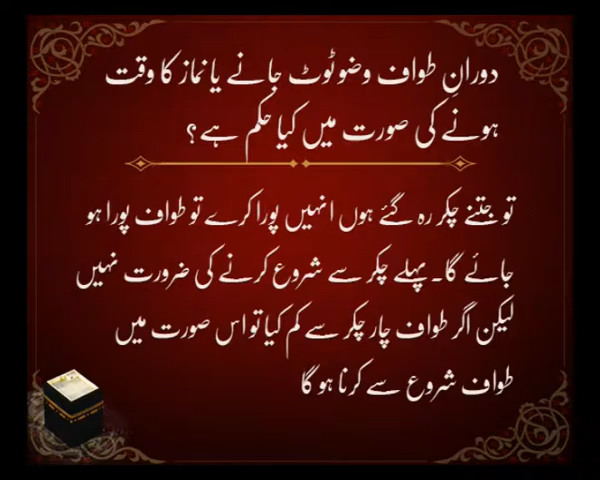 دورانِ طواف وضو ٹوٹ جانے یا نماز کا وقت
ہونے کی صورت میں کیا حکم ہے؟
تو جتنے چکر رہ گئے ہوں انہیں پورا کرے تو طواف پورا ہو
جائے گا۔ پہلے چکر سے شروع کرنے کی ضرورت نہیں
لیکن اگر طواف چار چکر سے کم کیا تو اس صورت میں
طواف شروع سے کرنا ہو گا